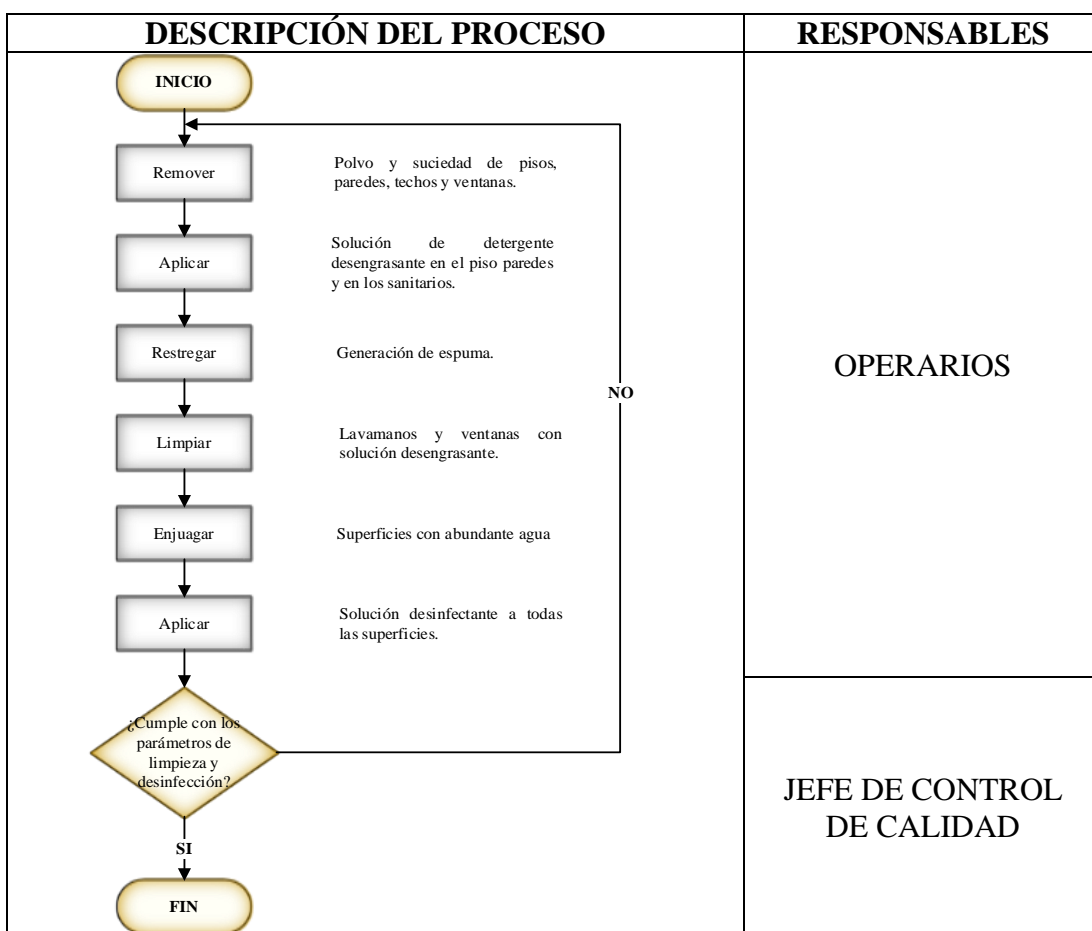 DESCRIPCIÓN DEL PROCESO
RESPONSABLES
INICIO
Remover
Polvo y suciedad de pisos,
paredes, techos y ventanas.
Aplicar
Solución de detergente
desengrasante en el piso paredes
y en los sanitarios.
Restregar
Generación de espuma.
OPERARIOS
NO
Limpiar
Lavamanos y ventanas con
solución desengrasante.
Enjuagar
Superficies con abundante agua
Aplicar
Solución desinfectante a todas
las superficies.
¿Cumple con los
parámetros de
limpieza y
desinfección?
JEFE DE CONTROL
DE CALIDAD
SI
FIN